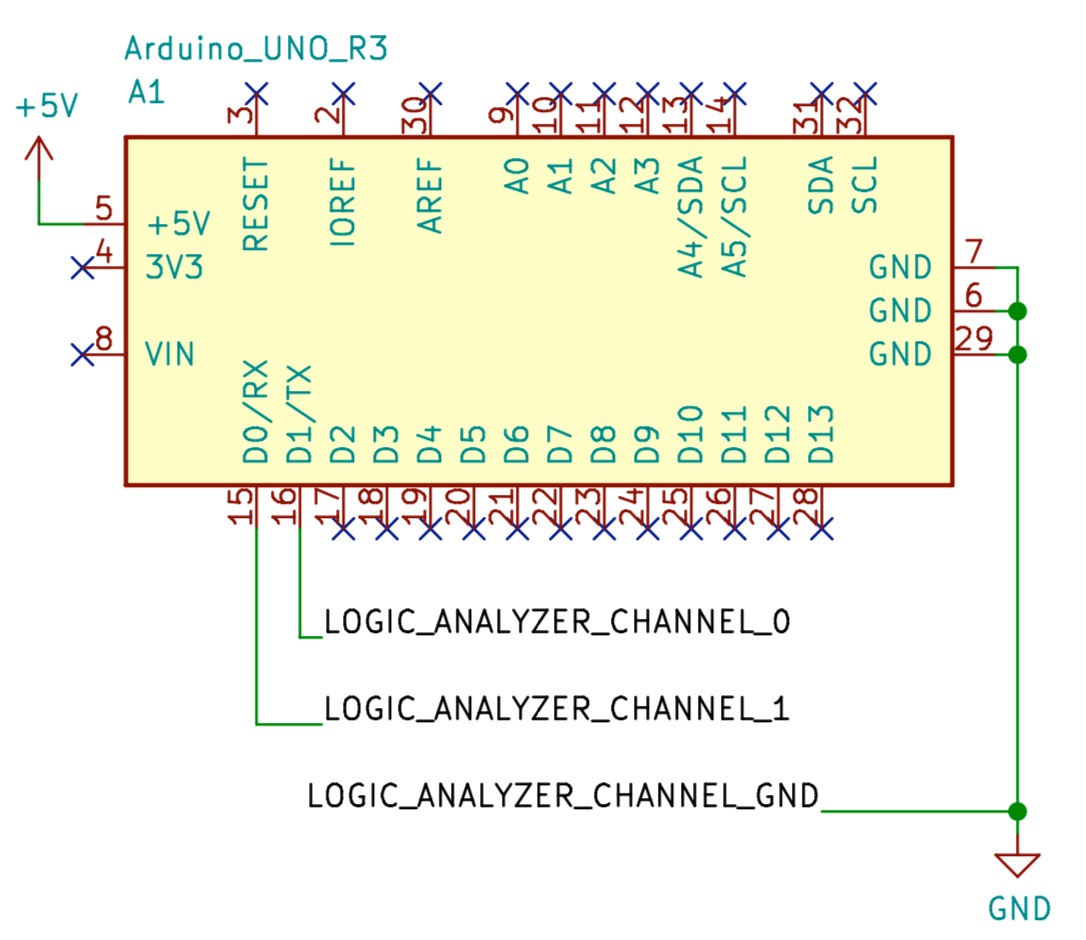 Arduino_UNO_R3
A1
+5V
3 2 30 9 10 11 12 13 14 31 32
RESET IOREF AREF A0 A1 A2 A3 A4/SDA A5/SCL SDA SCL
5 +5V
4 3V3
8 VIN
GND 7
GND 6
GND 29
D0/RX D1/TX D2 D3 D4 D5 D6 D7 D8 D9 D10 D11 D12 D13
15 16 17 18 19 20 21 22 23 24 25 26 27 28
LOGIC_ANALYZER_CHANNEL_0
LOGIC_ANALYZER_CHANNEL_1
LOGIC_ANALYZER_CHANNEL_GND
GND